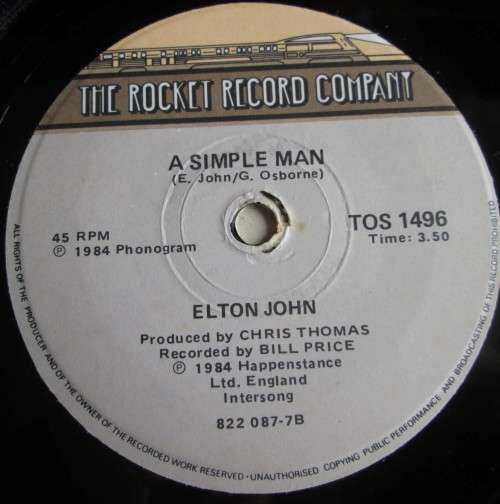 THE ROCKET RECORD COMPANY
A SIMPLE MAN
(E. John/G. Osborne)
45 RPM
℗ 1984 Phonogram
TOS 1496
Time: 3.50
ELTON JOHN
Produced by CHRIS THOMAS
Recorded by BILL PRICE
℗ 1984 Happenstance
Ltd. England
Intersong
822 087-7B
ALL RIGHTS OF THE PRODUCER AND OF THE OWNER OF THE RECORDED WORK RESERVED · UNAUTHORISED COPYING PUBLIC PERFORMANCE AND BROADCASTING OF THIS RECORD PROHIBITED